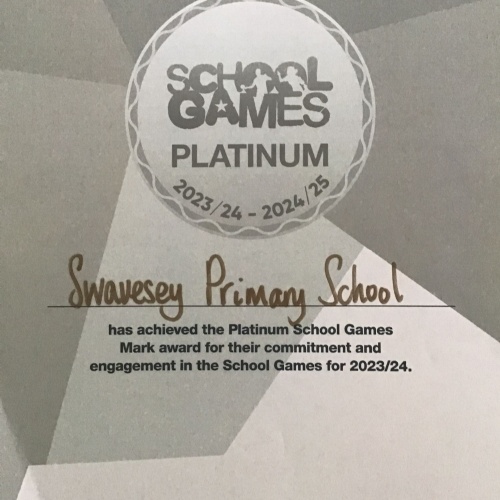 SCHOOL
GAMES
PLATINUM
2023/24 - 2024/25
Swavesey Primary School
has achieved the Platinum School Games
Mark award for their commitment and
engagement in the School Games for 2023/24.